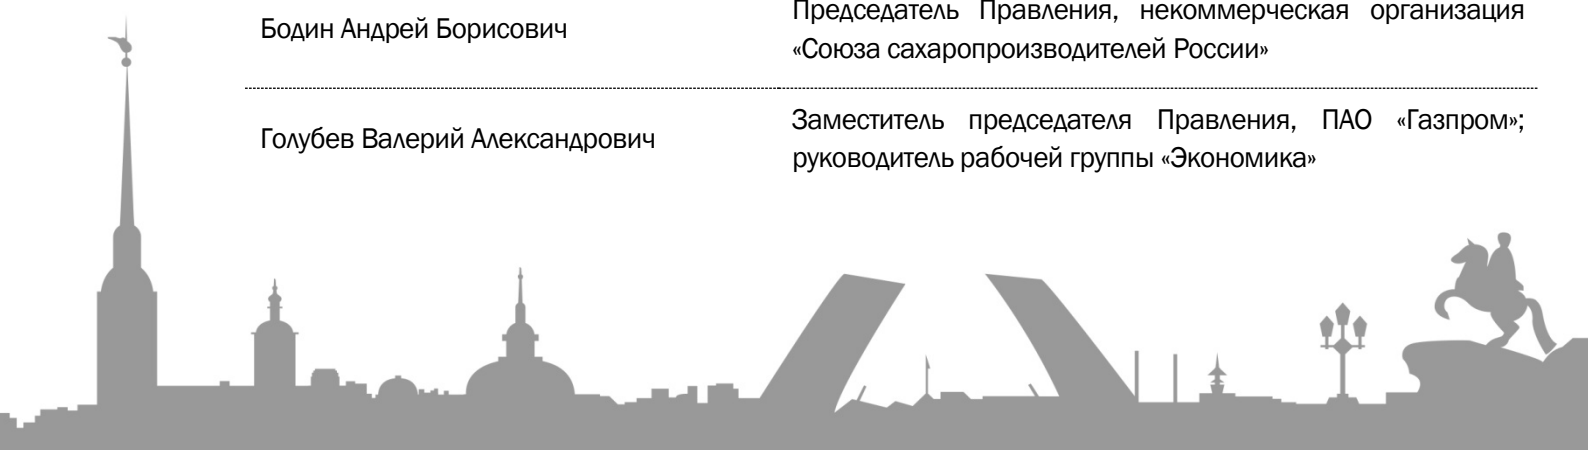 Бодин Андрей Борисович
Председатель Правления, некоммерческая организация
«Союза сахаропроизводителей России»
Голубев Валерий Александрович
Заместитель председателя Правления, ПАО «Газпром»;
руководитель рабочей группы «Экономика»